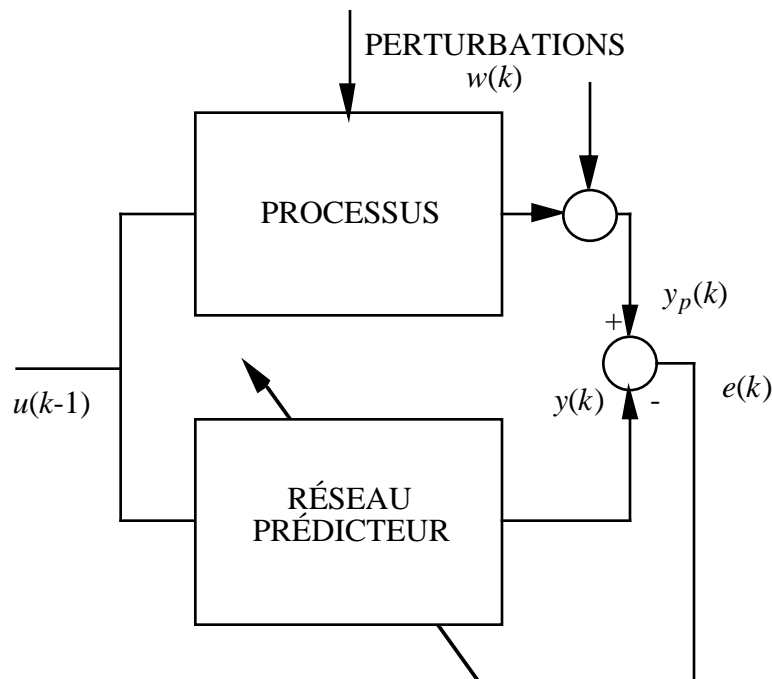 PERTURBATIONS
w(k)
PROCESSUS
y_p(k)
+
u(k-1)
y(k)
-
e(k)
RÉSEAU
PRÉDICTEUR